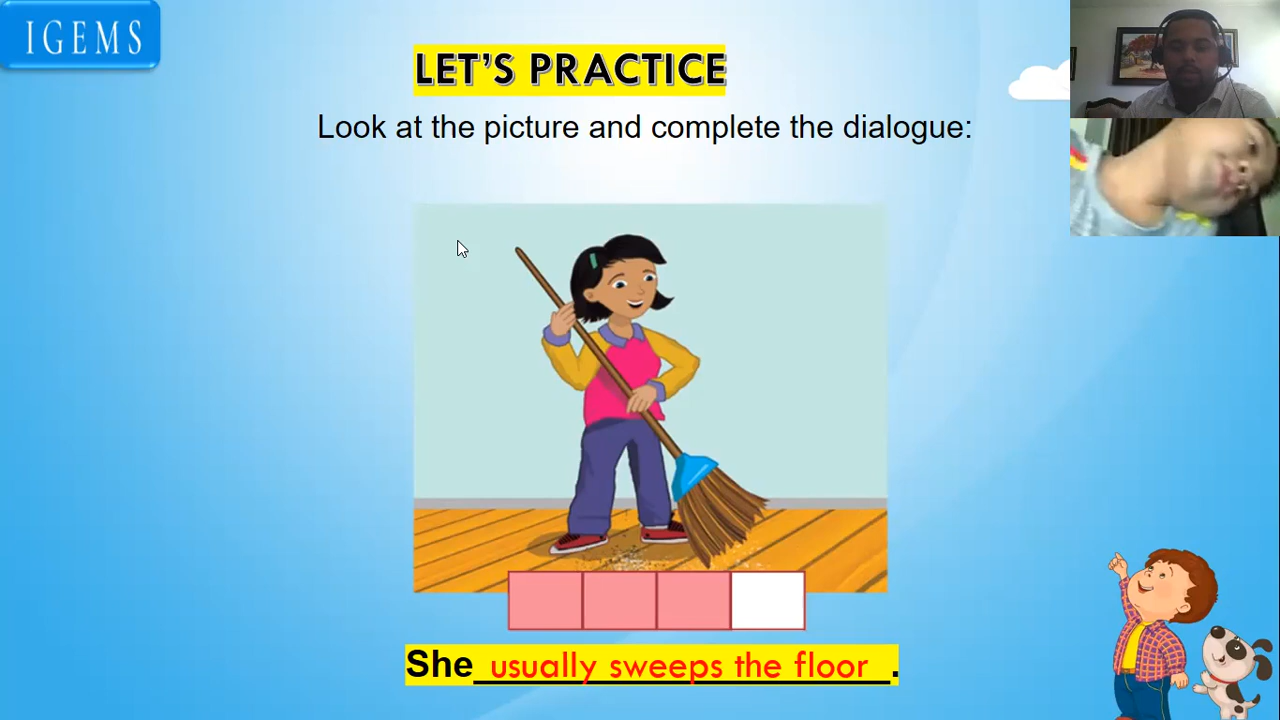 IGEMS
LET'S PRACTICE
Look at the picture and complete the dialogue:
She usually sweeps the floor.